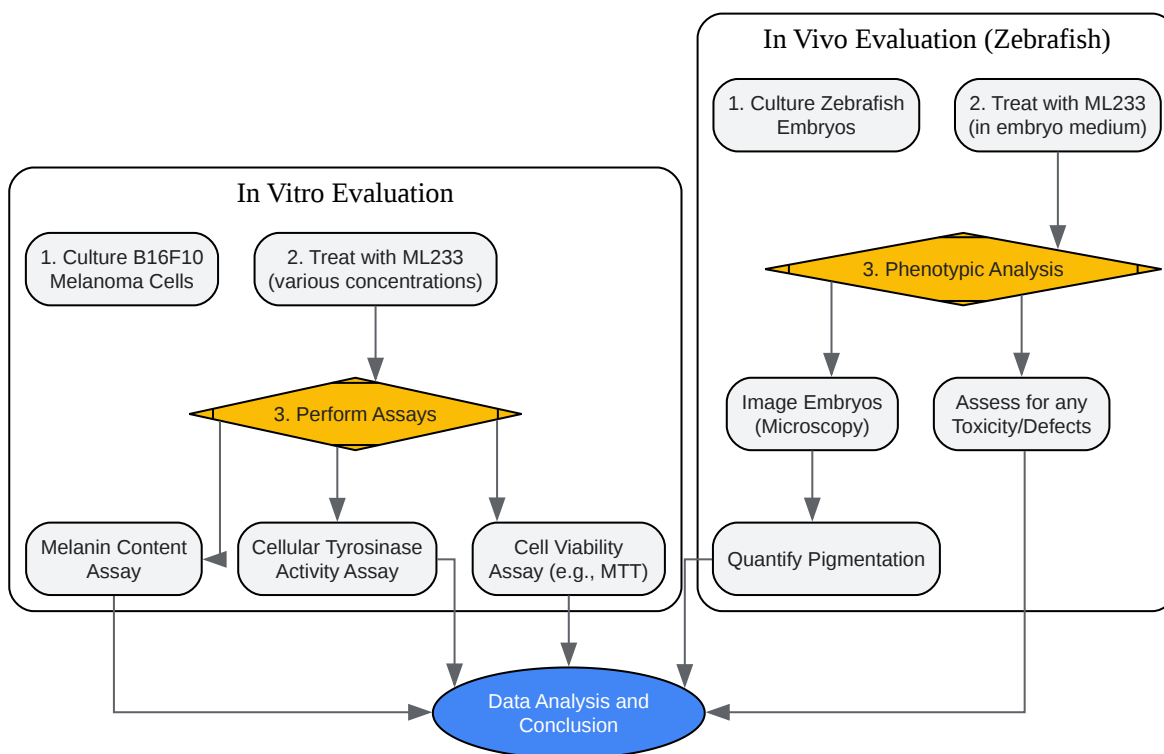 In Vivo Evaluation (Zebrafish)
1. Culture Zebrafish
Embryos
2. Treat with ML233
(in embryo medium)
3. Phenotypic Analysis
Image Embryos
(Microscopy)
Assess for any
Toxicity/Defects
Quantify Pigmentation
In Vitro Evaluation
1. Culture B16F10
Melanoma Cells
2. Treat with ML233
(various concentrations)
3. Perform Assays
Melanin Content
Assay
Cellular Tyrosinase
Activity Assay
Cell Viability
Assay (e.g., MTT)
Data Analysis and
Conclusion